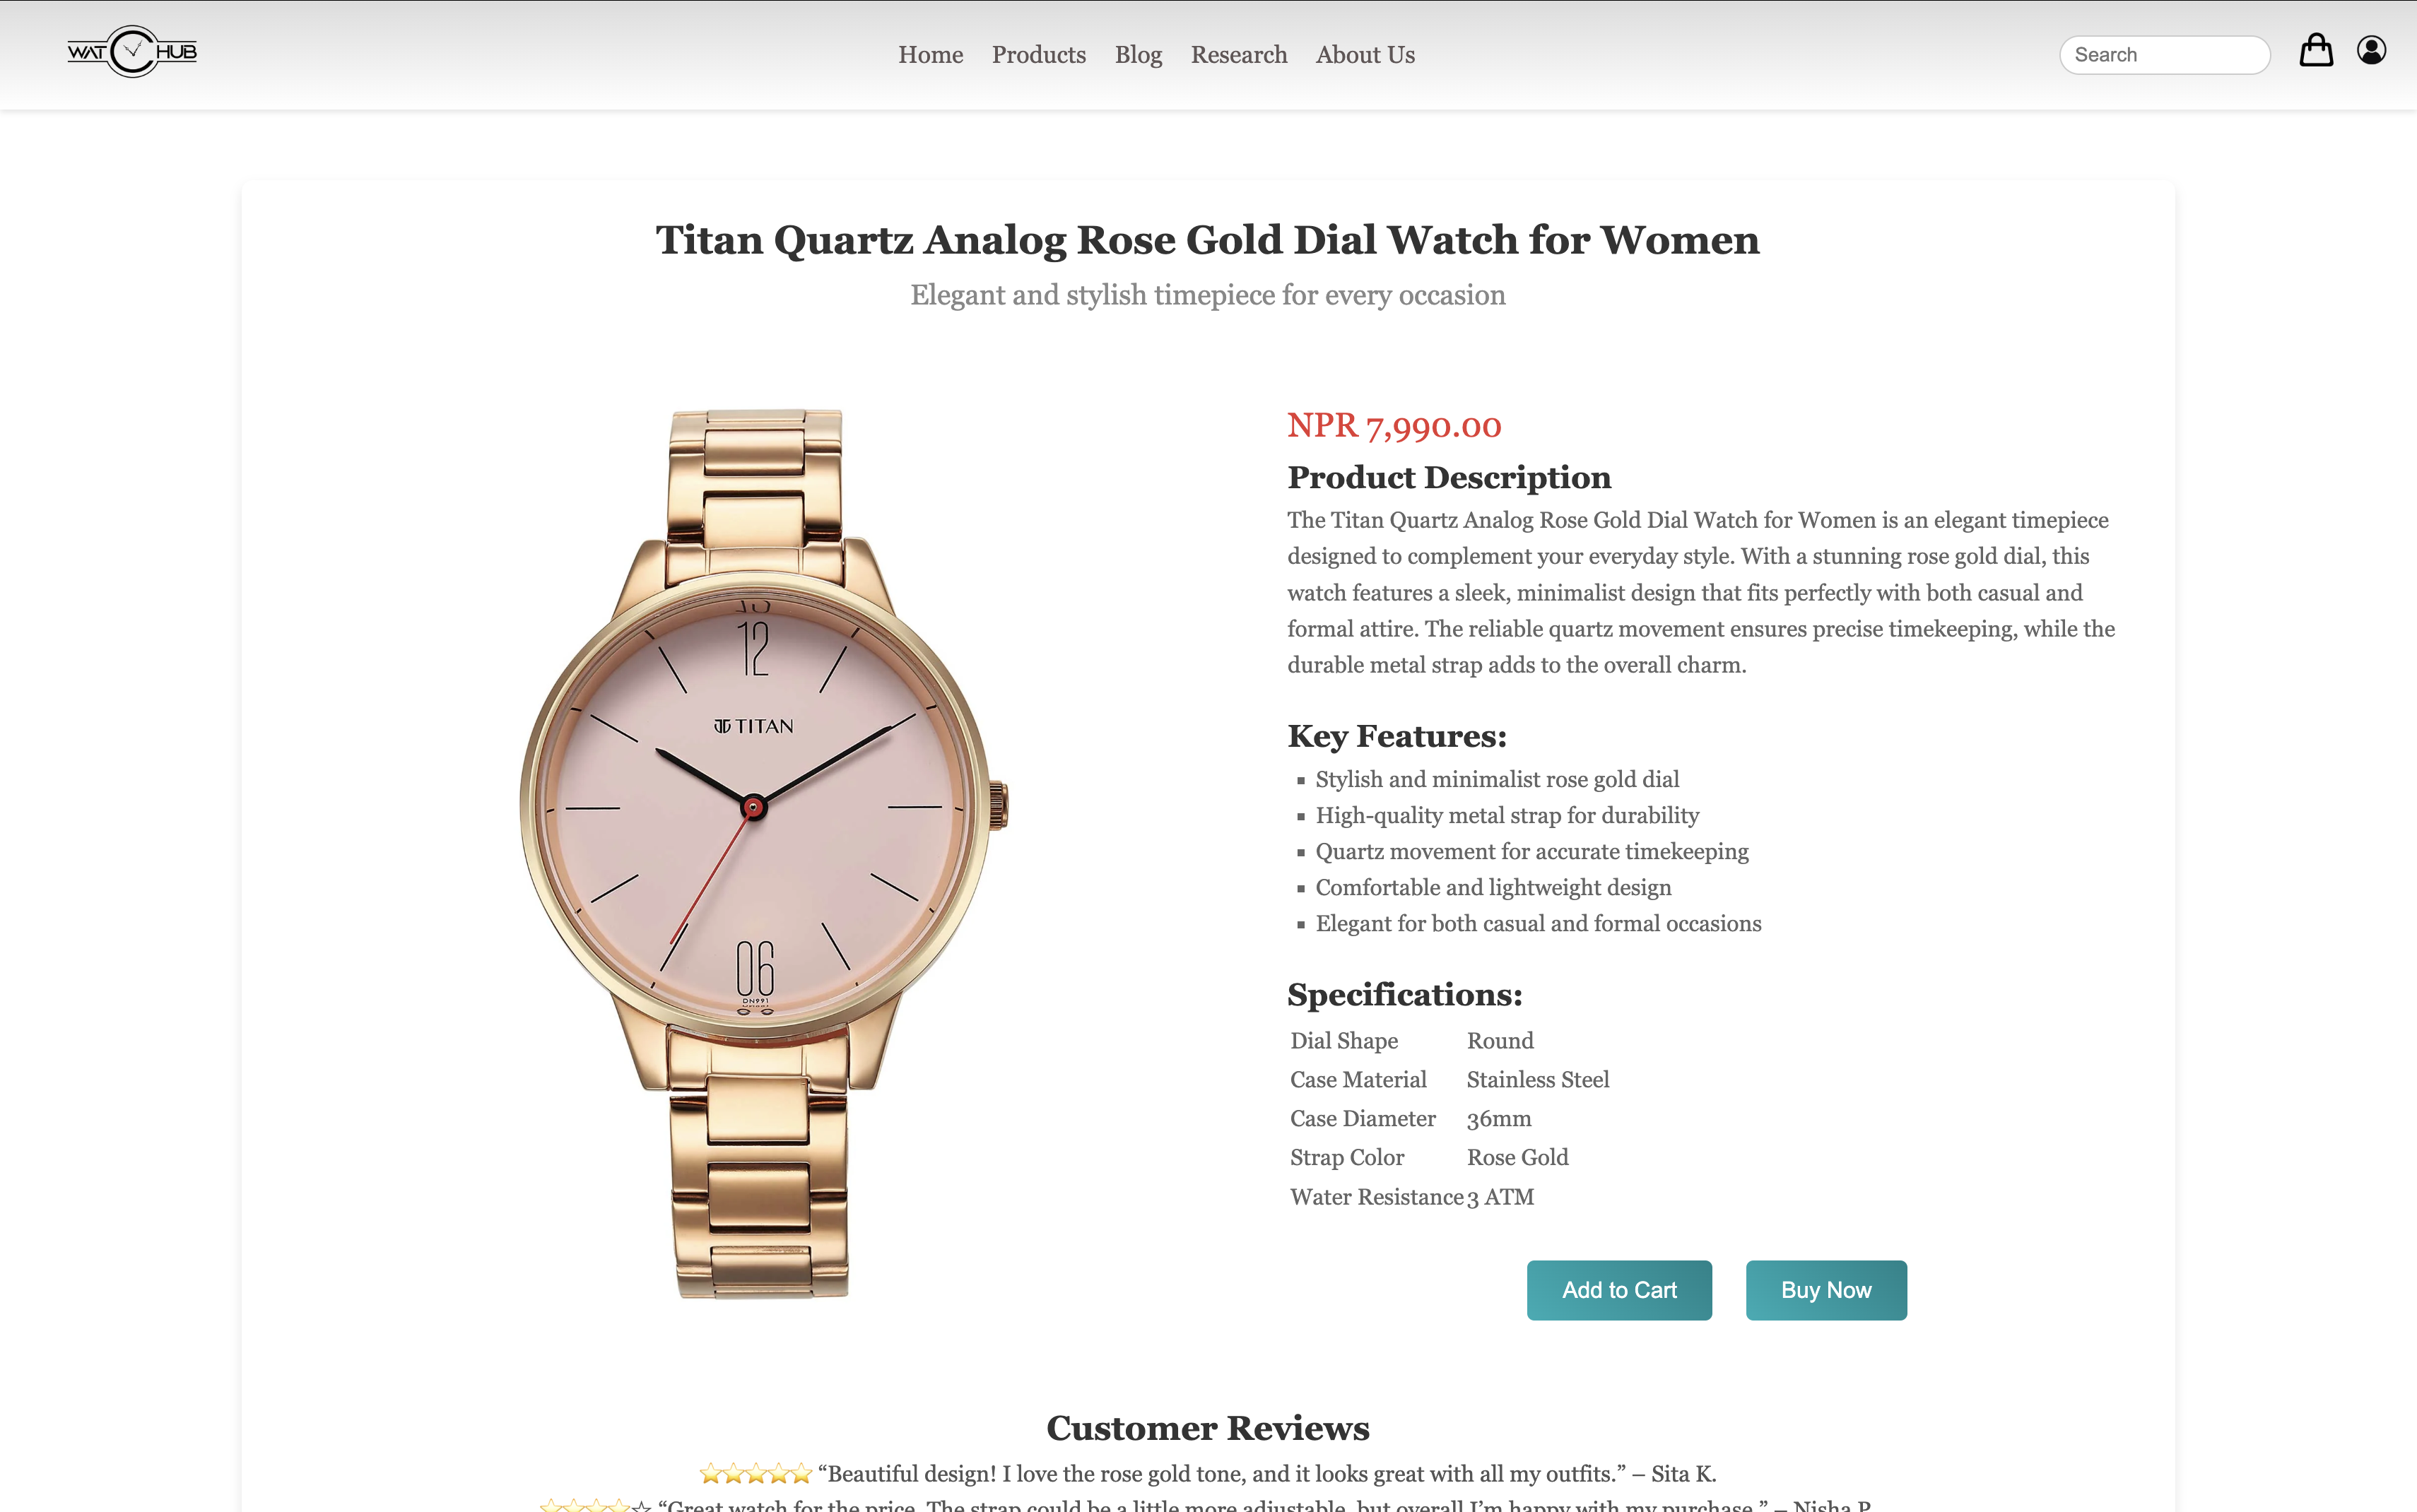 WATCHUB
Home Products Blog Research About Us
Search
Titan Quartz Analog Rose Gold Dial Watch for Women
Elegant and stylish timepiece for every occasion
12
TITAN
06
DN991
NPR 7,990.00
Product Description
The Titan Quartz Analog Rose Gold Dial Watch for Women is an elegant timepiece
designed to complement your everyday style. With a stunning rose gold dial, this
watch features a sleek, minimalist design that fits perfectly with both casual and
formal attire. The reliable quartz movement ensures precise timekeeping, while the
durable metal strap adds to the overall charm.
Key Features:
▪ Stylish and minimalist rose gold dial
▪ High-quality metal strap for durability
▪ Quartz movement for accurate timekeeping
▪ Comfortable and lightweight design
▪ Elegant for both casual and formal occasions
Specifications:
Dial Shape Round
Case Material Stainless Steel
Case Diameter 36mm
Strap Color Rose Gold
Water Resistance 3 ATM
Add to Cart Buy Now
Customer Reviews
⭐⭐⭐⭐⭐ “Beautiful design! I love the rose gold tone, and it looks great with all my outfits.” – Sita K.
⭐⭐⭐⭐☆ “Great watch for the price. The strap could be a little more adjustable, but overall I’m happy with my purchase.” – Nisha P.